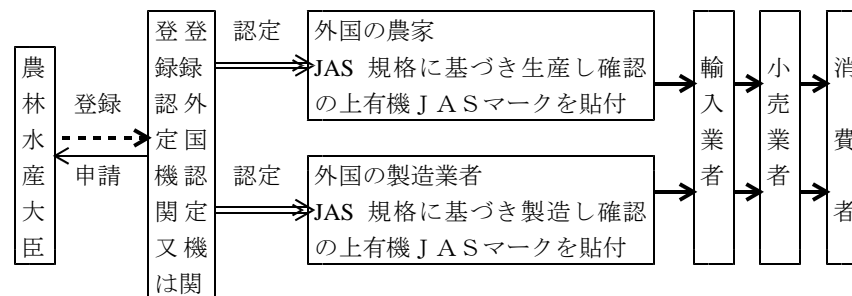 農林水産大臣
登録
申請
登録認定機関又は
登録外国認定機関
認定
外国の農家
JAS 規格に基づき生産し確認
の上有機ＪＡＳマークを貼付
認定
外国の製造業者
JAS 規格に基づき製造し確認
の上有機ＪＡＳマークを貼付
輸入業者
小売業者
消費者